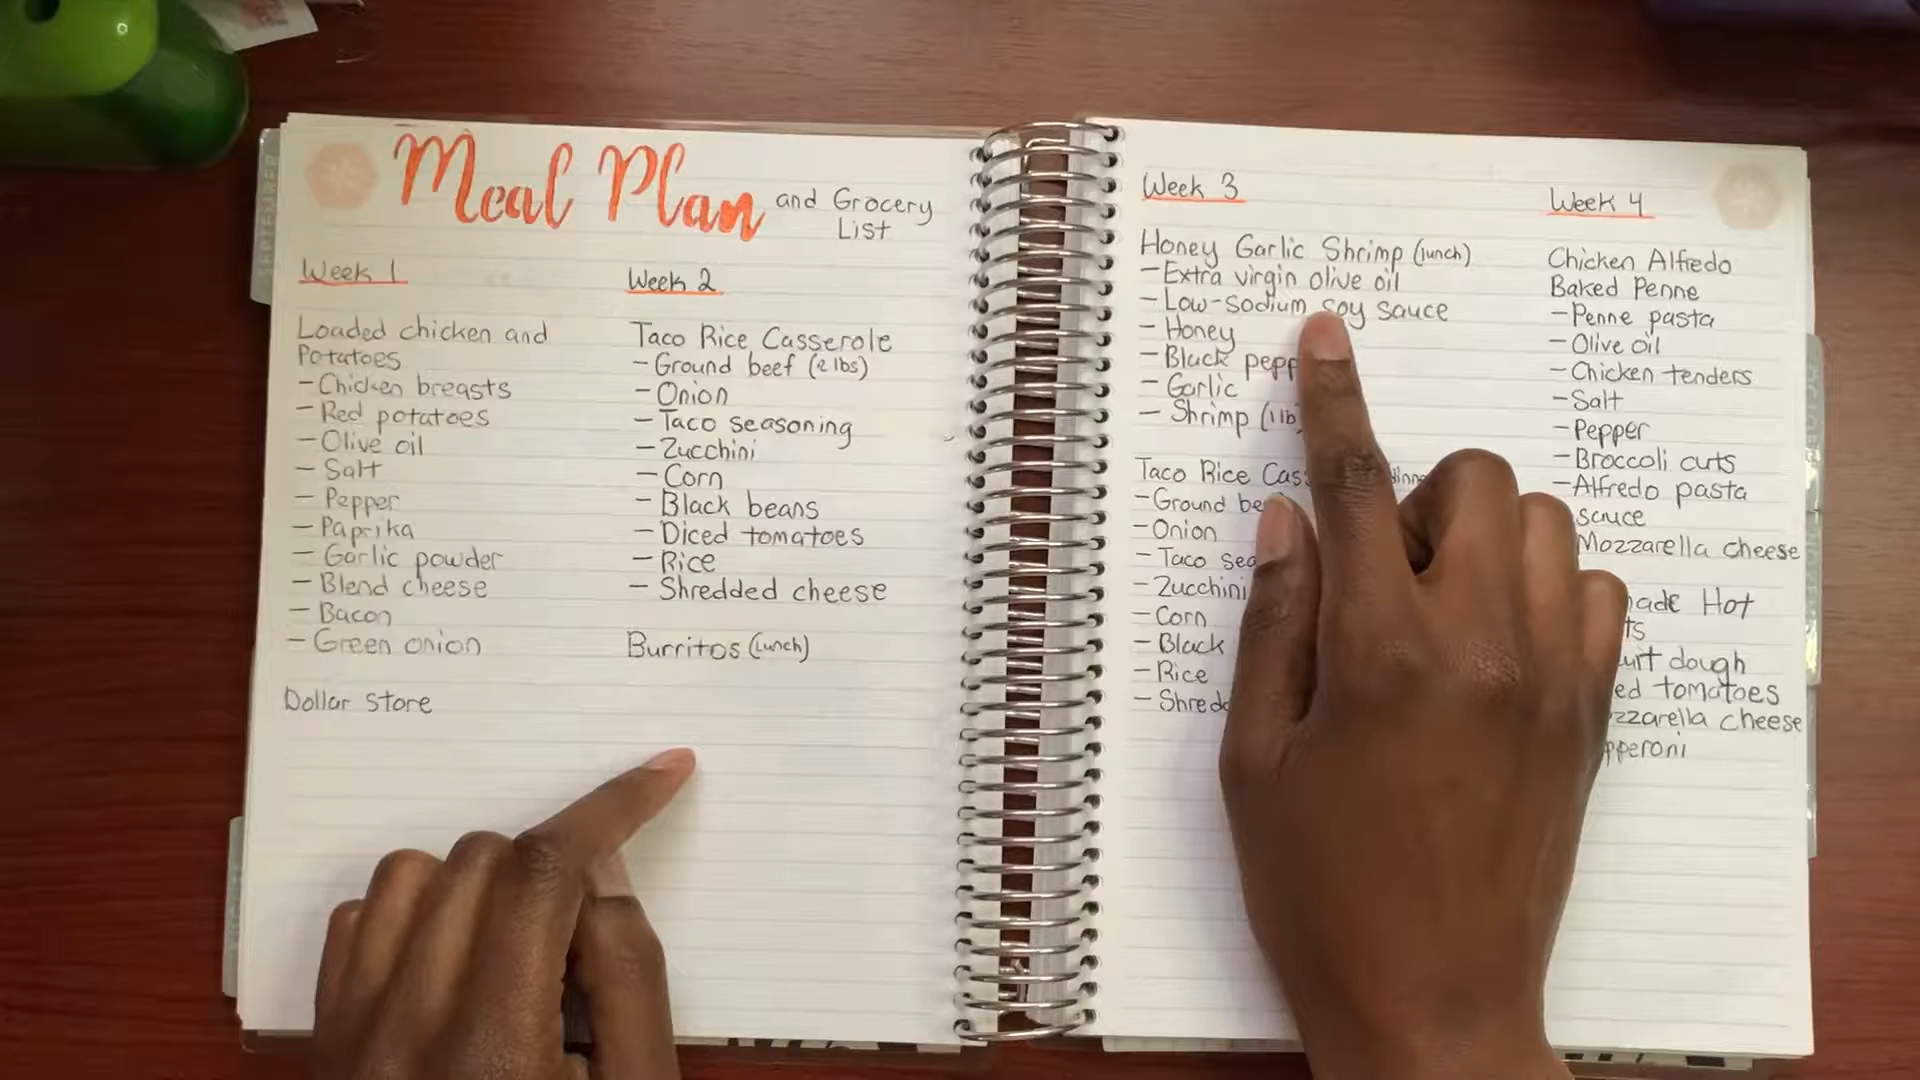 Meal Plan and Grocery
List
Week 1
Loaded chicken and
Potatoes
- Chicken breasts
- Red potatoes
- Olive oil
- Salt
- Pepper
- Paprika
- Garlic powder
- Blend cheese
- Bacon
- Green onion
Dollar store
Week 2
Taco Rice Casserole
- Ground beef (2 lbs)
- Onion
- Taco seasoning
- Zucchini
- Corn
- Black beans
- Diced tomatoes
- Rice
- Shredded cheese
Burritos (lunch)
Week 3
Honey Garlic Shrimp (lunch)
- Extra virgin olive oil
- Low-sodium soy sauce
- Honey
- Black
- Garlic
- Shrimp (1lb)
Taco Rice
- Ground
- Onion
- Taco
- Zucchini
- Corn
- Black
- Rice
-
Week 4
Chicken Alfredo
Baked Penne
- Penne pasta
- Olive oil
- Chicken tenders
- Salt
- Pepper
- Broccoli cuts
- Alfredo pasta
sauce
Mozzarella cheese
Hot
dough
tomatoes
cheese
SEPTEMBER